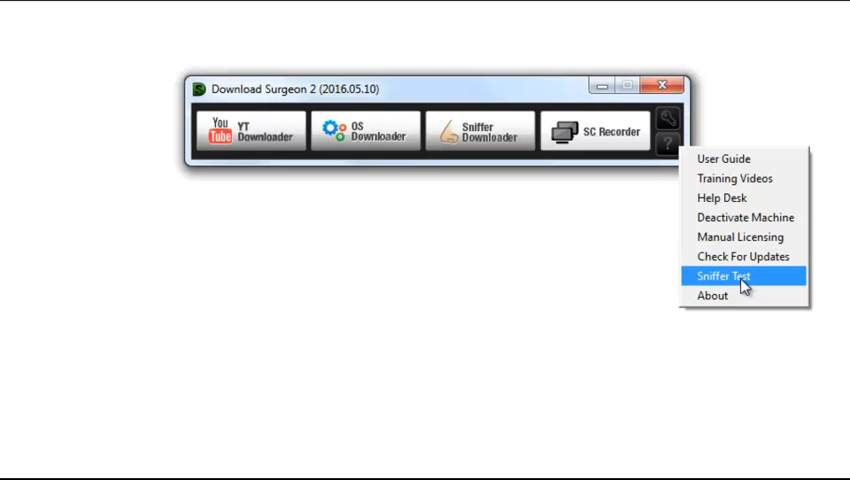 Download Surgeon 2 (2016.05.10)
You
Tube
YT
Downloader
OS
Downloader
Sniffer
Downloader
SC Recorder
?
User Guide
Training Videos
Help Desk
Deactivate Machine
Manual Licensing
Check For Updates
Sniffer Test
About